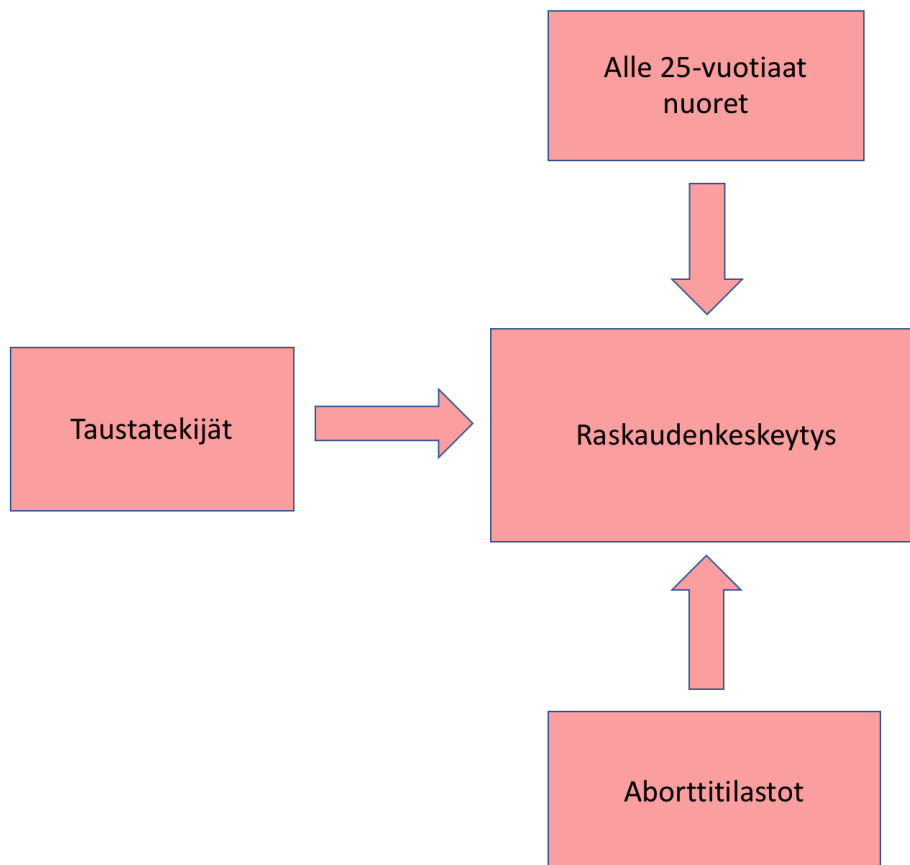 Alle 25-vuotiaat
nuoret
Taustatekijät
Raskaudenkeskeytys
Aborttitilastot